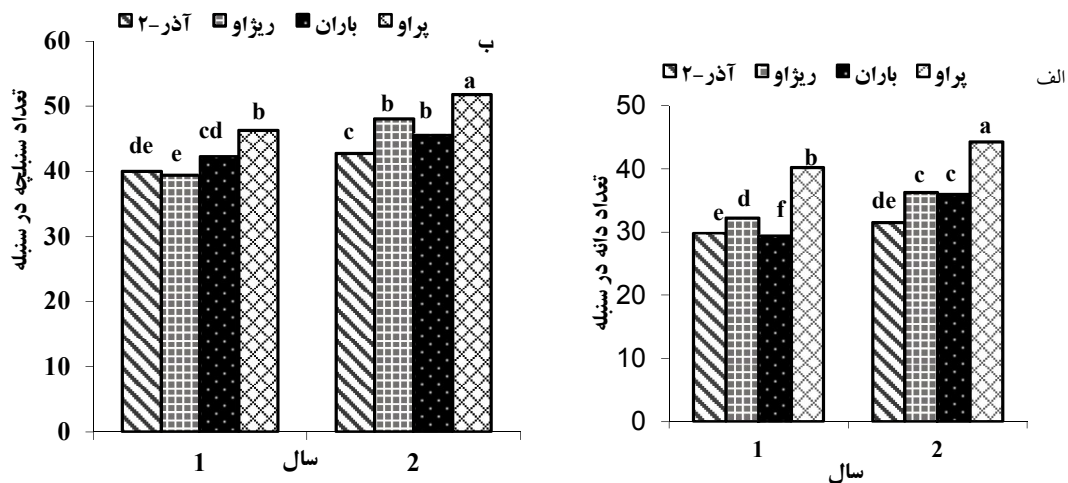 الف
آذر-۲ ریژاو باران پراو
تعداد دانه در سنبله
50
40
30
20
10
0
e d f b
de c c a
1 2
سال
ب
آذر-۲ ریژاو باران پراو
تعداد سنبلچه در سنبله
60
50
40
30
20
10
0
de e cd b
c b b a
1 2
سال